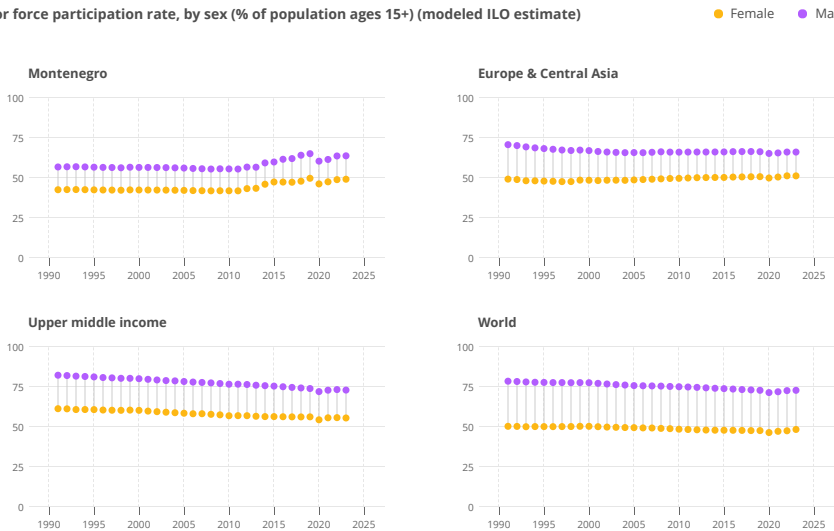 or force participation rate, by sex (% of population ages 15+) (modeled ILO estimate)
Female Ma
Montenegro
100
75
50
25
0
1990 1995 2000 2005 2010 2015 2020 2025
Europe & Central Asia
100
75
50
25
0
1990 1995 2000 2005 2010 2015 2020 2025
Upper middle income
100
75
50
25
0
1990 1995 2000 2005 2010 2015 2020 2025
World
100
75
50
25
0
1990 1995 2000 2005 2010 2015 2020 2025